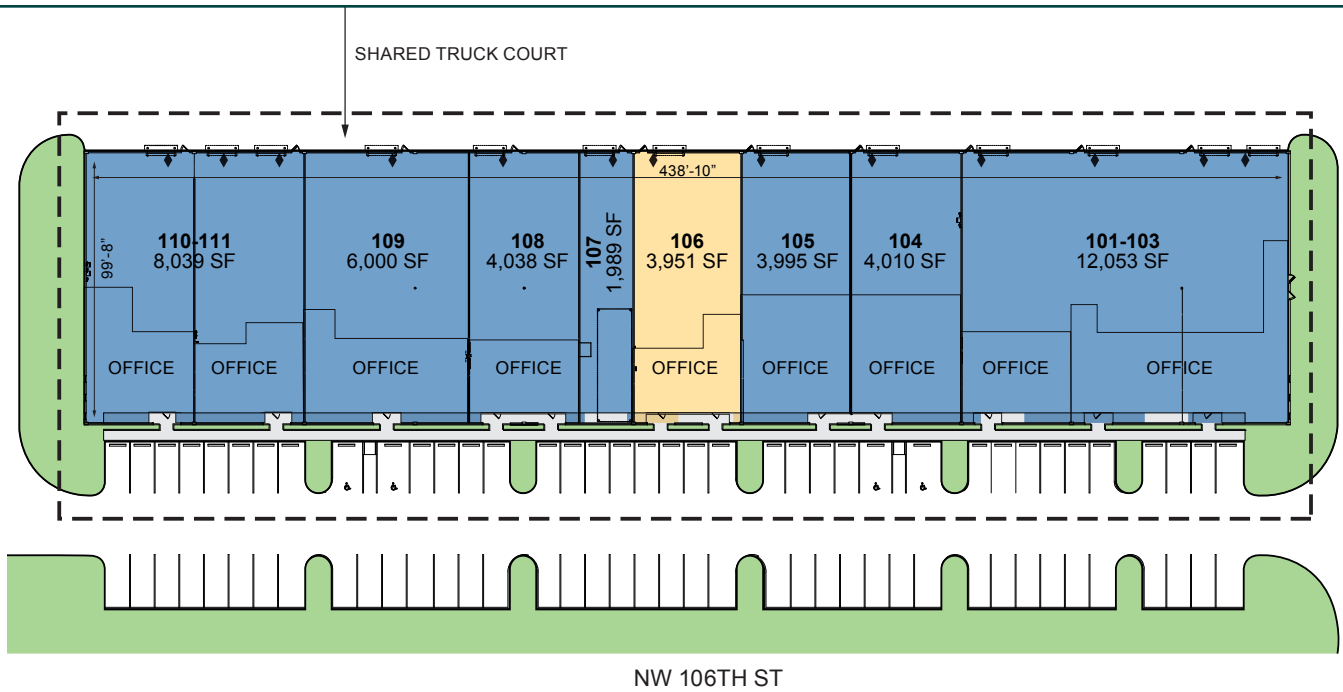 SHARED TRUCK COURT
438'-10"
99'-8"
110-111
8,039 SF
109
6,000 SF
108
4,038 SF
107
1,989 SF
106
3,951 SF
105
3,995 SF
104
4,010 SF
101-103
12,053 SF
OFFICE
OFFICE
OFFICE
OFFICE
OFFICE
OFFICE
OFFICE
OFFICE
OFFICE
NW 106TH ST